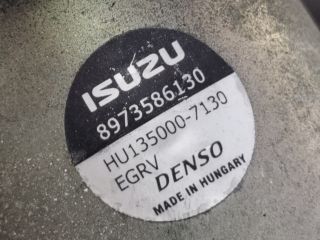 ISUZU
8973586130
HU135000-7130
EGRV
DENSO
MADE IN HUNGARY